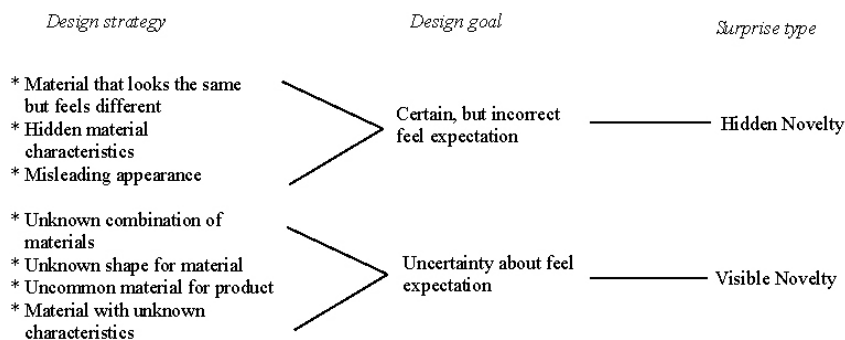 Design strategy
Design goal
Surprise type
* Material that looks the same
but feels different
* Hidden material
characteristics
* Misleading appearance
Certain, but incorrect
feel expectation
Hidden Novelty
* Unknown combination of
materials
* Unknown shape for material
* Uncommon material for product
* Material with unknown
characteristics
Uncertainty about feel
expectation
Visible Novelty